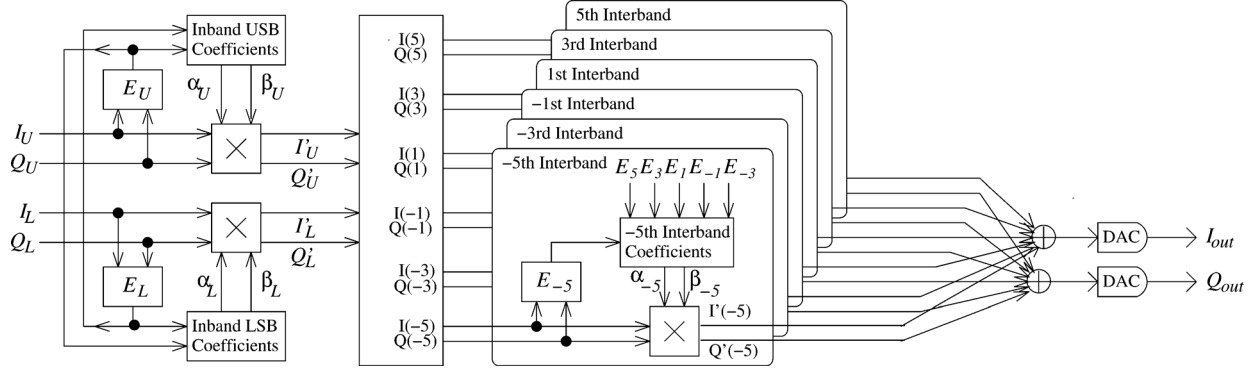 Inband USB
Coefficients
E_U
α_U
β_U
I_U
Q_U
×
I'_U
Q'_U
I_L
Q_L
×
I'_L
Q'_L
E_L
α_L
β_L
Inband LSB
Coefficients
I(5)
Q(5)
I(3)
Q(3)
I(1)
Q(1)
I(−1)
Q(−1)
I(−3)
Q(−3)
I(−5)
Q(−5)
5th Interband
3rd Interband
1st Interband
−1st Interband
−3rd Interband
−5th Interband
E_5 E_3 E_1 E_−1 E_−3
−5th Interband
Coefficients
E_−5
α_−5
β_−5
×
I'(−5)
Q'(−5)
DAC
I_out
DAC
Q_out